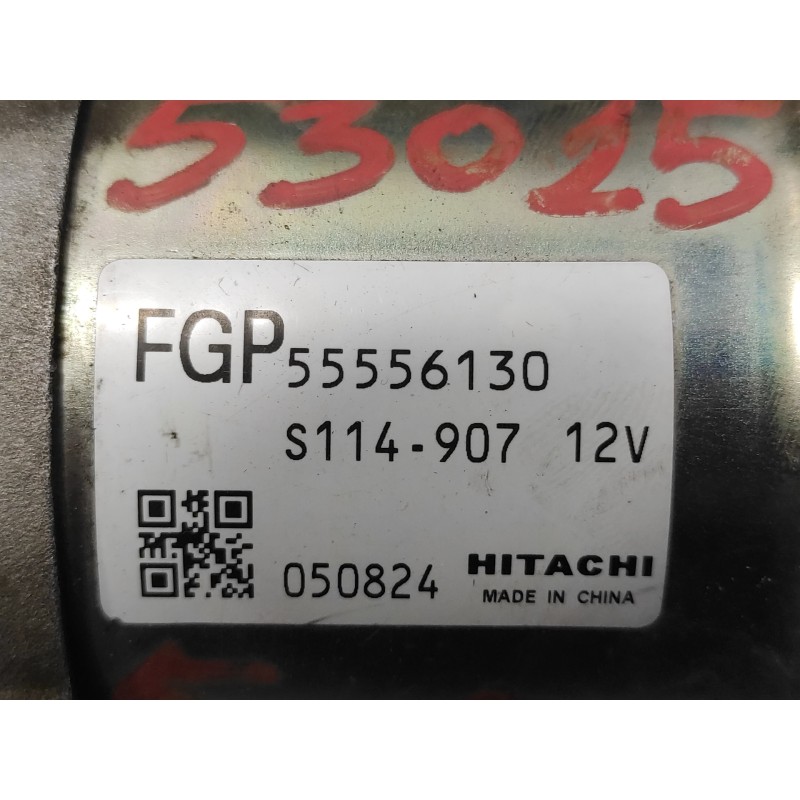 53025
FGP 55556130
S114-907 12V
050824 HITACHI
MADE IN CHINA